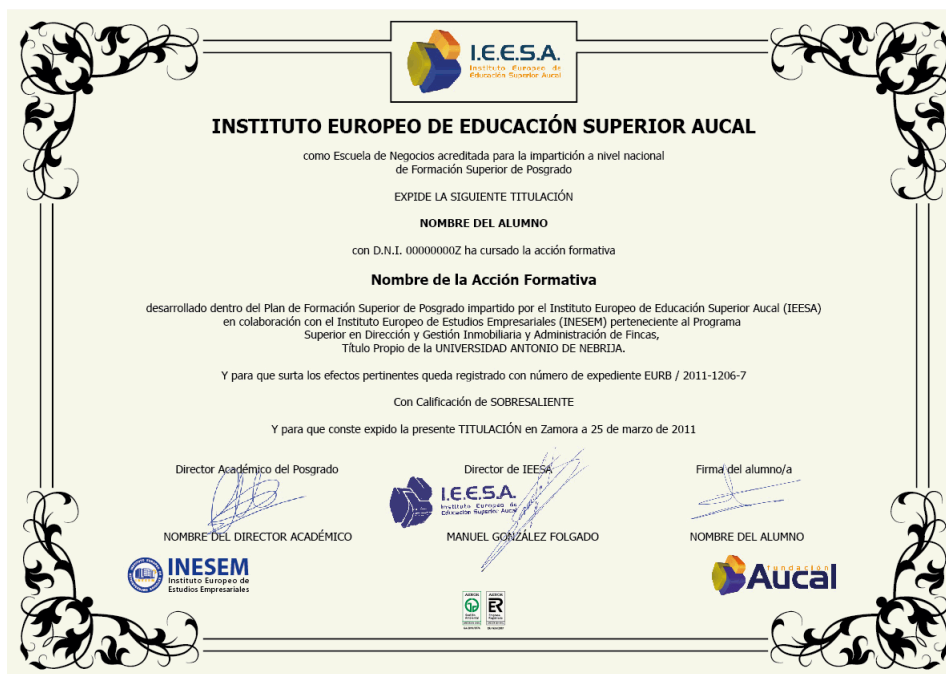 I.E.E.S.A.
Instituto Europeo de
Educación Superior Aucal
INSTITUTO EUROPEO DE EDUCACIÓN SUPERIOR AUCAL
como Escuela de Negocios acreditada para la impartición a nivel nacional
de Formación Superior de Posgrado
EXPIDE LA SIGUIENTE TITULACIÓN
NOMBRE DEL ALUMNO
con D.N.I. 00000000Z ha cursado la acción formativa
Nombre de la Acción Formativa
desarrollado dentro del Plan de Formación Superior de Posgrado impartido por el Instituto Europeo de Educación Superior Aucal (IEESA)
en colaboración con el Instituto Europeo de Estudios Empresariales (INESEM) perteneciente al Programa
Superior en Dirección y Gestión Inmobiliaria y Administración de Fincas,
Título Propio de la UNIVERSIDAD ANTONIO DE NEBRIJA.
Y para que surta los efectos pertinentes queda registrado con número de expediente EURB / 2011-1206-7
Con Calificación de SOBRESALIENTE
Y para que conste expido la presente TITULACIÓN en Zamora a 25 de marzo de 2011
Director Académico del Posgrado
Director de IEESA
Firma del alumno/a
I.E.E.S.A.
Instituto Europeo de
Educación Superior Aucal
NOMBRE DEL DIRECTOR ACADÉMICO
MANUEL GONZÁLEZ FOLGADO
NOMBRE DEL ALUMNO
INESEM
Instituto Europeo de
Estudios Empresariales
fundación
Aucal
AENOR
AENOR
ER